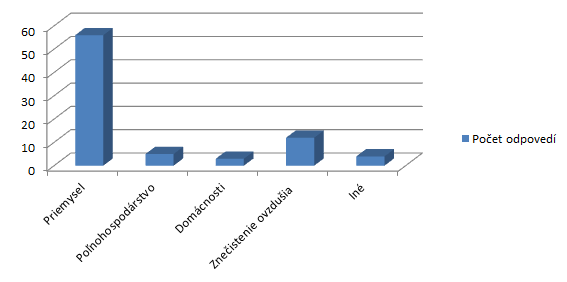 60
50
40
30
20
10
0
Priemysel
Poľnohospodárstvo
Domácnosti
Znečistenie ovzdušia
Iné
Počet odpovedí